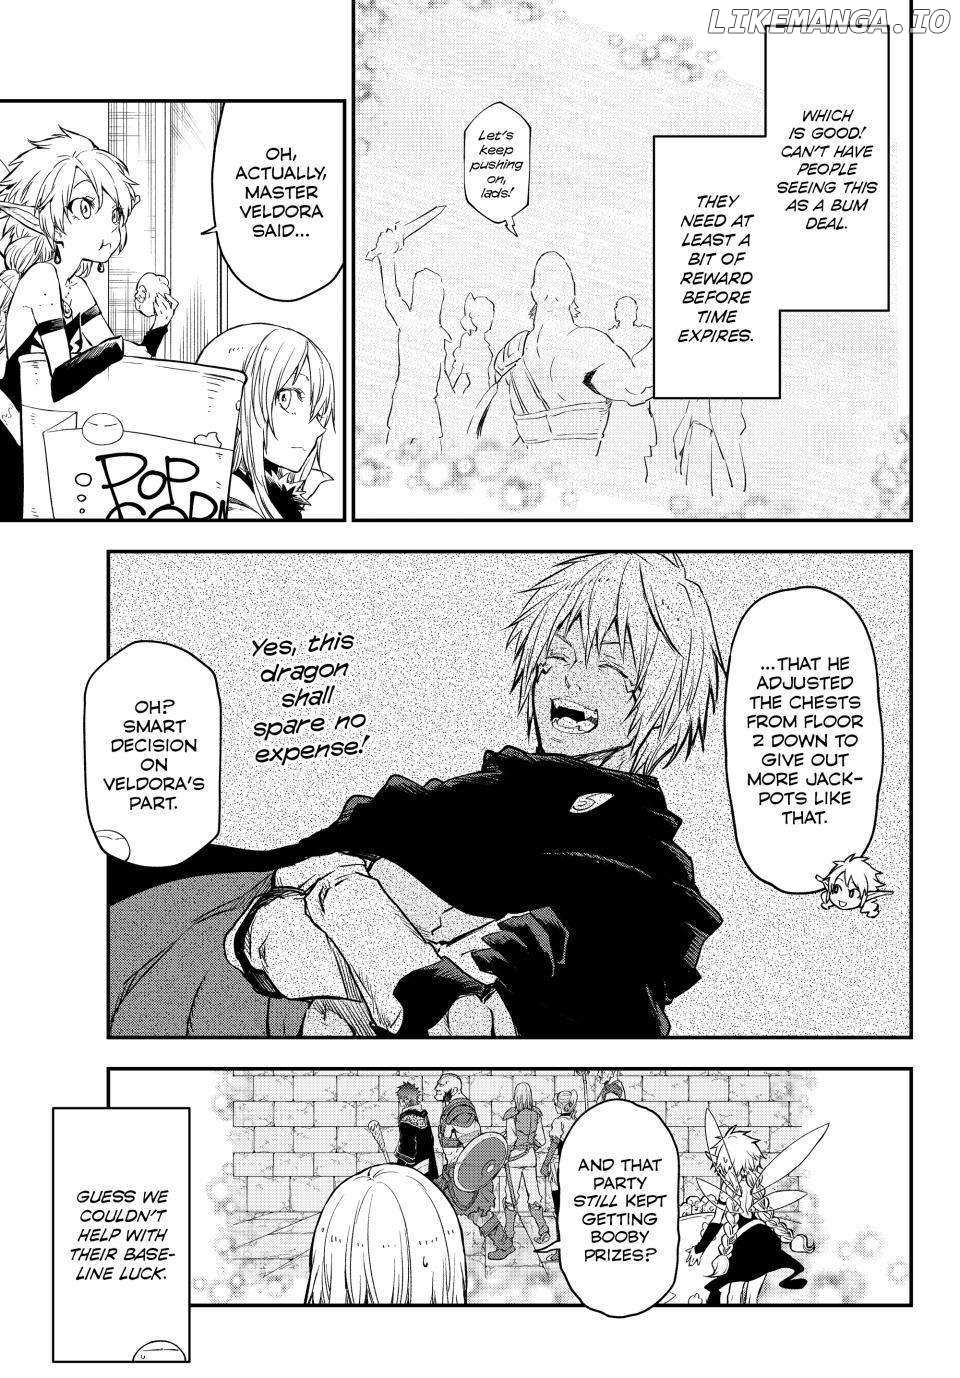 LIKEMANGA.IO
WHICH
IS GOOD!
CAN'T HAVE
PEOPLE
SEEING THIS
AS A BUM
DEAL.
THEY
NEED AT
LEAST A
BIT OF
REWARD
BEFORE
TIME
EXPIRES.
Let's
keep
pushing
on,
lads!
OH,
ACTUALLY,
MASTER
VELDORA
SAID...
POP
CORN
...THAT HE
ADJUSTED
THE CHESTS
FROM FLOOR
2 DOWN TO
GIVE OUT
MORE JACK-
POTS LIKE
THAT.
Yes, this
dragon
shall
spare no
expense!
OH?
SMART
DECISION
ON
VELDORA'S
PART.
AND THAT
PARTY
STILL KEPT
GETTING
BOOBY
PRIZES?
GUESS WE
COULDN'T
HELP WITH
THEIR BASE-
LINE LUCK.